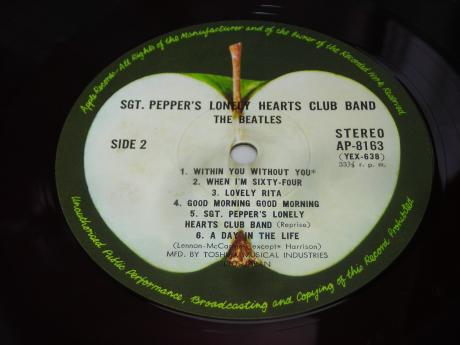 Apple Records - All Rights of the Manufacturer and of the Owner of the Recorded Work Reserved
SGT. PEPPER'S LONELY HEARTS CLUB BAND
THE BEATLES
SIDE 2
STEREO
AP-8163
(YEX-638)
33⅓ r. p. m.
1. WITHIN YOU WITHOUT YOU*
2. WHEN I'M SIXTY-FOUR
3. LOVELY RITA
4. GOOD MORNING GOOD MORNING
5. SGT. PEPPER'S LONELY
HEARTS CLUB BAND (Reprise)
6. A DAY IN THE LIFE
(Lennon-McCartney except* Harrison)
MFD. BY TOSHIBA MUSICAL INDUSTRIES
Unauthorised Public Performance, Broadcasting and Copying of this Record Prohibited